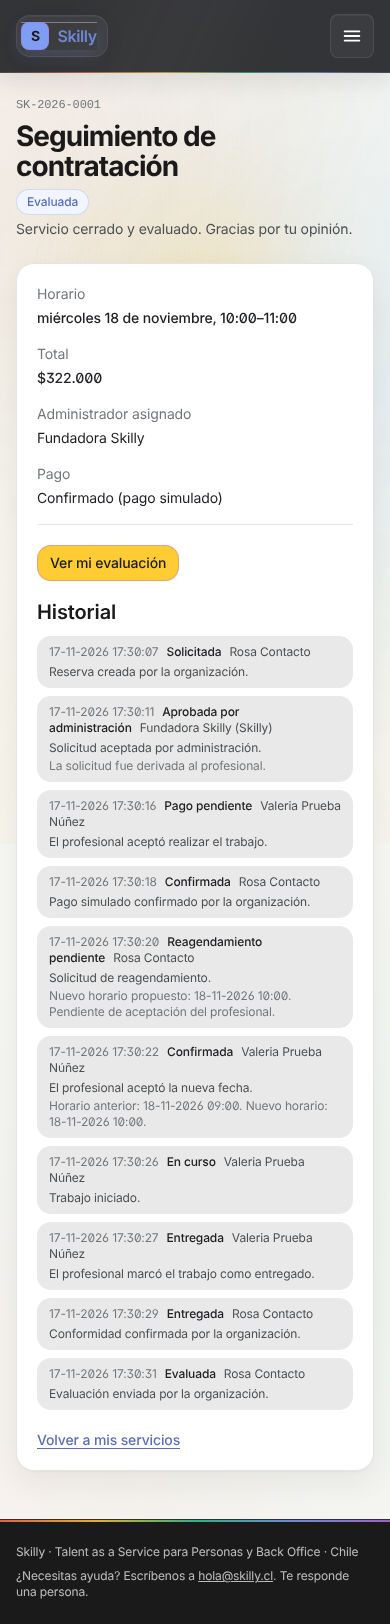 S Skilly
SK-2026-0001
Seguimiento de
contratación
Evaluada
Servicio cerrado y evaluado. Gracias por tu opinión.
Horario
miércoles 18 de noviembre, 10:00–11:00
Total
$322.000
Administrador asignado
Fundadora Skilly
Pago
Confirmado (pago simulado)
Ver mi evaluación
Historial
17-11-2026 17:30:07 Solicitada Rosa Contacto
Reserva creada por la organización.
17-11-2026 17:30:11 Aprobada por
administración Fundadora Skilly (Skilly)
Solicitud aceptada por administración.
La solicitud fue derivada al profesional.
17-11-2026 17:30:16 Pago pendiente Valeria Prueba
Núñez
El profesional aceptó realizar el trabajo.
17-11-2026 17:30:18 Confirmada Rosa Contacto
Pago simulado confirmado por la organización.
17-11-2026 17:30:20 Reagendamiento
pendiente Rosa Contacto
Solicitud de reagendamiento.
Nuevo horario propuesto: 18-11-2026 10:00.
Pendiente de aceptación del profesional.
17-11-2026 17:30:22 Confirmada Valeria Prueba
Núñez
El profesional aceptó la nueva fecha.
Horario anterior: 18-11-2026 09:00. Nuevo horario:
18-11-2026 10:00.
17-11-2026 17:30:26 En curso Valeria Prueba
Núñez
Trabajo iniciado.
17-11-2026 17:30:27 Entregada Valeria Prueba
Núñez
El profesional marcó el trabajo como entregado.
17-11-2026 17:30:29 Entregada Rosa Contacto
Conformidad confirmada por la organización.
17-11-2026 17:30:31 Evaluada Rosa Contacto
Evaluación enviada por la organización.
Volver a mis servicios
Skilly · Talent as a Service para Personas y Back Office · Chile
¿Necesitas ayuda? Escríbenos a hola@skilly.cl. Te responde
una persona.